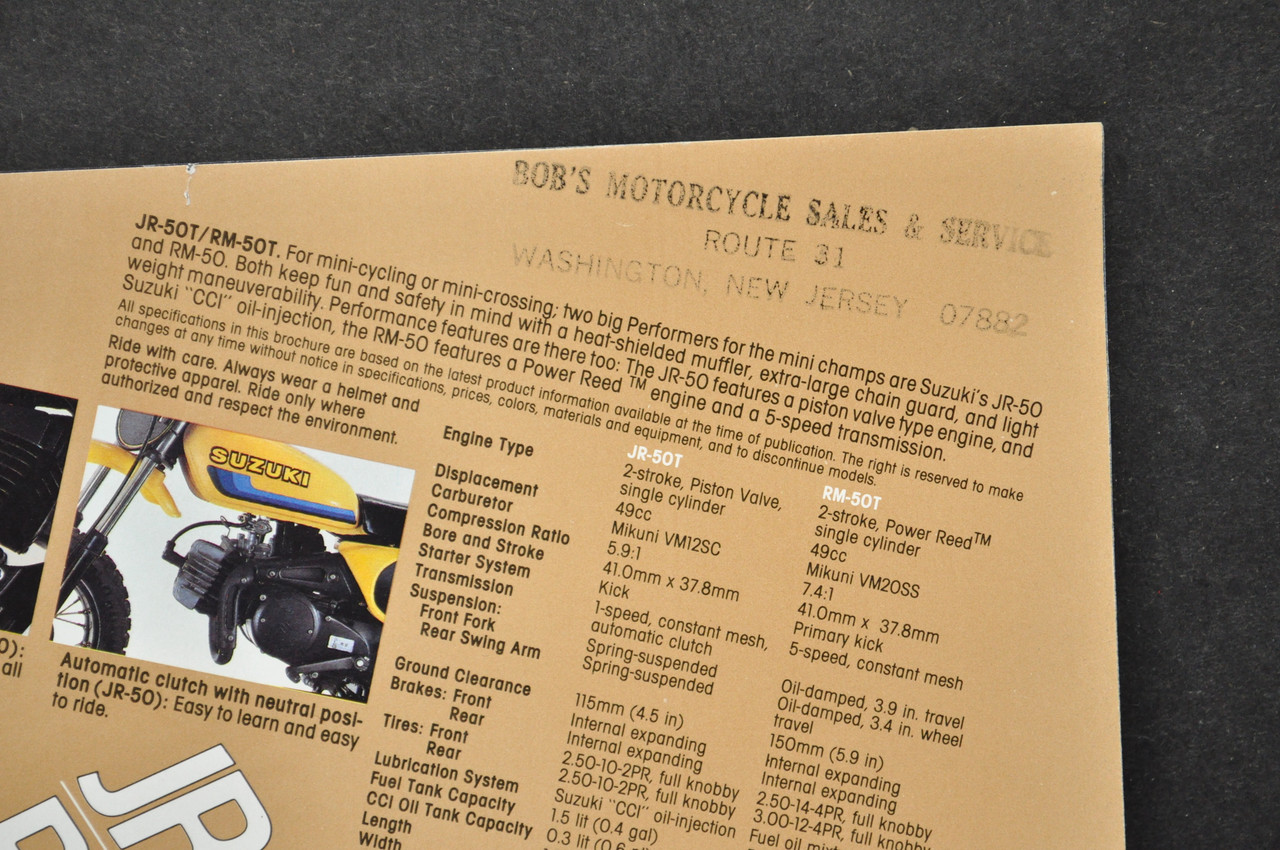 BOB'S MOTORCYCLE SALES & SERVICE
ROUTE 31
WASHINGTON, NEW JERSEY 07882
JR-50T/RM-50T. For mini-cycling or mini-crossing; two big Performers for the mini champs are Suzuki's JR-50
and RM-50. Both keep fun and safety in mind with a heat-shielded muffler, extra-large chain guard, and light
weight maneuverability. Performance features are there too: The JR-50 features a piston valve type engine, and
Suzuki "CCI" oil-injection, the RM-50 features a Power Reed™ engine and a 5-speed transmission.
All specifications in this brochure are based on the latest product information available at the time of publication. The right is reserved to make
changes at any time without notice in specifications, prices, colors, materials and equipment, and to discontinue models.
Ride with care. Always wear a helmet and
protective apparel. Ride only where
authorized and respect the environment.
SUZUKI
0):
all
Automatic clutch with neutral posi-
tion (JR-50): Easy to learn and easy
to ride.
JR
Engine Type
Displacement
Carburetor
Compression Ratio
Bore and Stroke
Starter System
Transmission
Suspension:
Front Fork
Rear Swing Arm
Ground Clearance
Brakes: Front
Rear
Tires: Front
Rear
Lubrication System
Fuel Tank Capacity
CCI Oil Tank Capacity
Length
Width
JR-50T
2-stroke, Piston Valve,
single cylinder
49cc
Mikuni VM12SC
5.9:1
41.0mm x 37.8mm
Kick
1-speed, constant mesh,
automatic clutch
Spring-suspended
Spring-suspended
115mm (4.5 in)
Internal expanding
Internal expanding
2.50-10-2PR, full knobby
2.50-10-2PR, full knobby
Suzuki "CCI" oil-injection
1.5 lit (0.4 gal)
0.3 lit
RM-50T
2-stroke, Power Reed™
single cylinder
49cc
Mikuni VM20SS
7.4:1
41.0mm x 37.8mm
Primary kick
5-speed, constant mesh
Oil-damped, 3.9 in. travel
Oil-damped, 3.4 in. wheel
travel
150mm (5.9 in)
Internal expanding
Internal expanding
2.50-14-4PR, full knobby
3.00-12-4PR, full knobby
Fuel oil